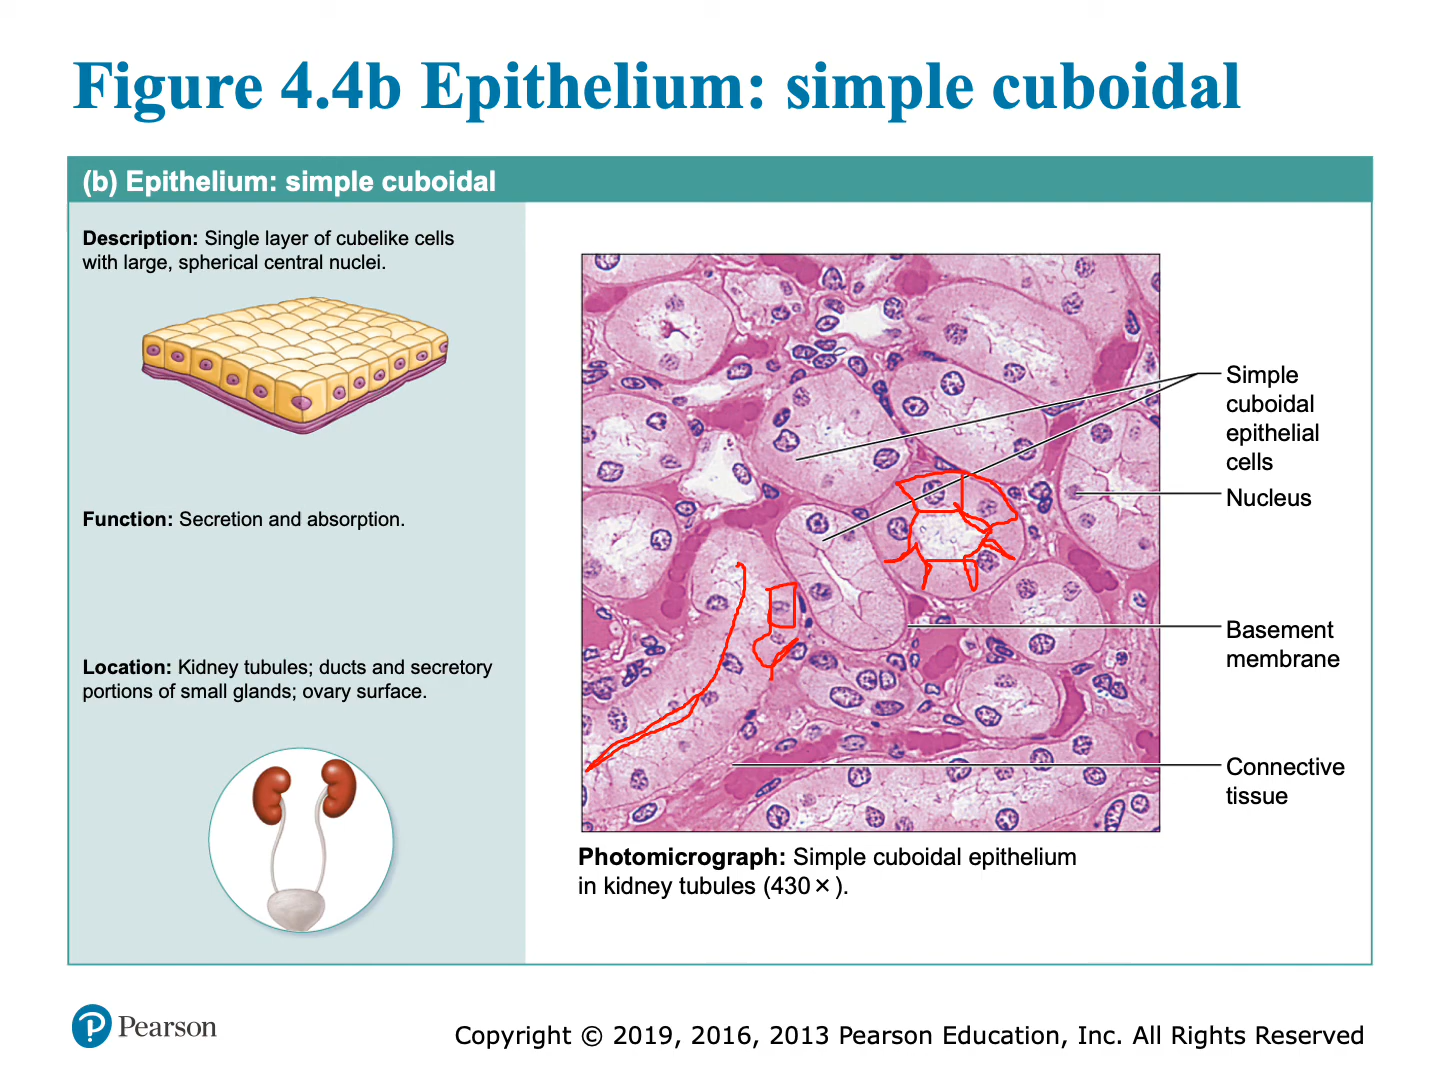 Figure 4.4b Epithelium: simple cuboidal
(b) Epithelium: simple cuboidal
Description: Single layer of cubelike cells
with large, spherical central nuclei.
Function: Secretion and absorption.
Location: Kidney tubules; ducts and secretory
portions of small glands; ovary surface.
Simple
cuboidal
epithelial
cells
Nucleus
Basement
membrane
Connective
tissue
Photomicrograph: Simple cuboidal epithelium
in kidney tubules (430×).
Pearson
Copyright © 2019, 2016, 2013 Pearson Education, Inc. All Rights Reserved